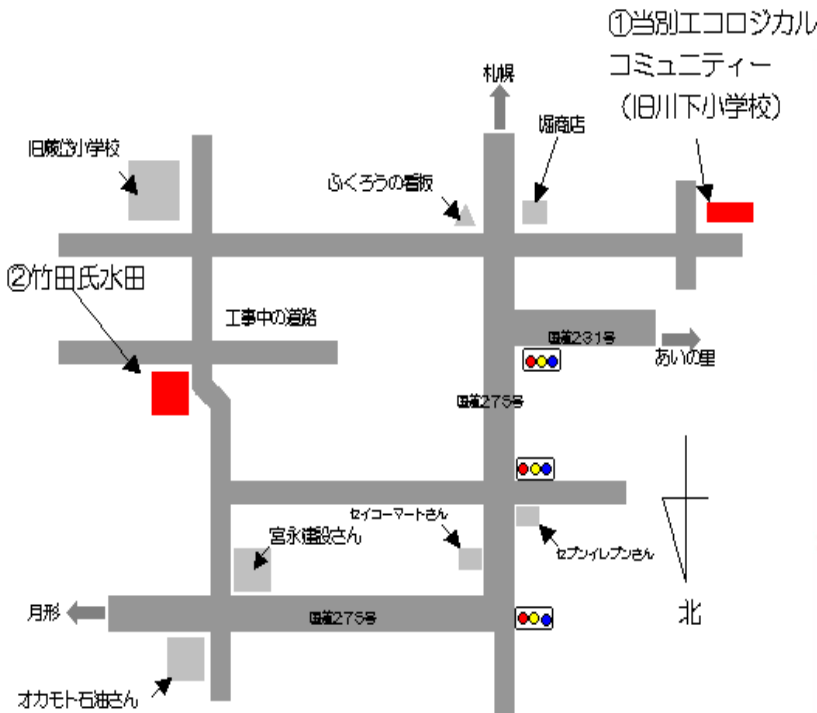 ①当別エコロジカル
コミュニティー
(旧川下小学校)
札幌
堀商店
旧蕨岱小学校
ふくろうの看板
②竹田氏水田
工事中の道路
国道231号
あいの里
国道275号
セイコーマートさん
宮永建設さん
セブンイレブンさん
月形
国道275号
北
オカモト石油さん